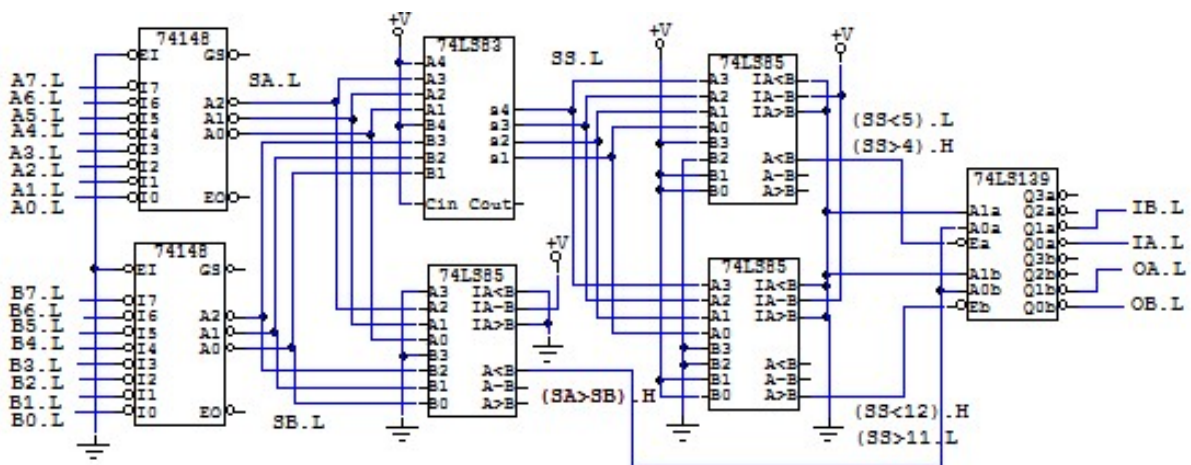 +V
+V
+V
74148
74LS83
74LS85
EI
GS
A4
A3
A2
A1
B4
B3
B2
B1
Cin
Cout
s4
s3
s2
s1
SA.L
SS.L
A7.L
A6.L
A5.L
A4.L
A3.L
A2.L
A1.L
A0.L
I7
I6
I5
I4
I3
I2
I1
I0
A2
A1
A0
EO
A3
A2
A1
A0
B3
B2
B1
B0
IA<B
IA-B
IA>B
A<B
A-B
A>B
(SS<5).L
(SS>4).H
74LS139
A1a
A0a
Ea
A1b
A0b
Eb
Q3a
Q2a
Q1a
Q0a
Q3b
Q2b
Q1b
Q0b
IB.L
IA.L
OA.L
OB.L
74148
EI
GS
B7.L
B6.L
B5.L
B4.L
B3.L
B2.L
B1.L
B0.L
I7
I6
I5
I4
I3
I2
I1
I0
A2
A1
A0
EO
SB.L
+V
74LS85
A3
A2
A1
A0
B3
B2
B1
B0
IA<B
IA-B
IA>B
A<B
A-B
A>B
(SA>SB).H
74LS85
A3
A2
A1
A0
B3
B2
B1
B0
IA<B
IA-B
IA>B
A<B
A-B
A>B
(SS<12).H
(SS>11.L